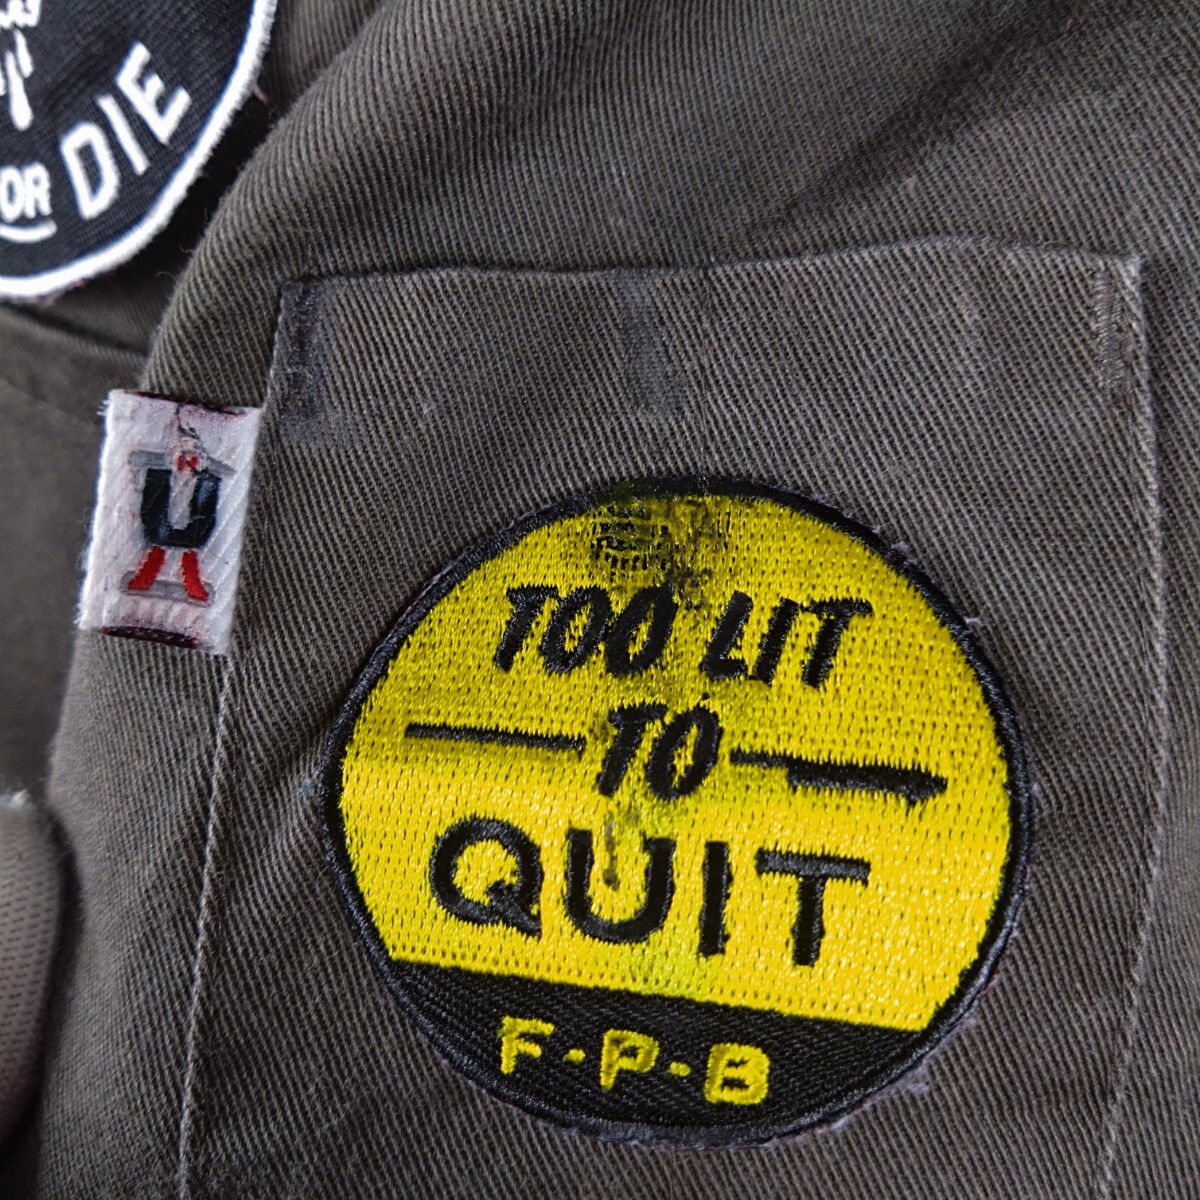 OR DIE
U
TOO LIT
TO
QUIT
F-P-B